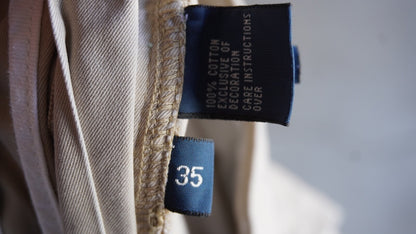 100% COTTON
EXCLUSIVE OF
DECORATION
CARE INSTRUCTIONS
OVER
35